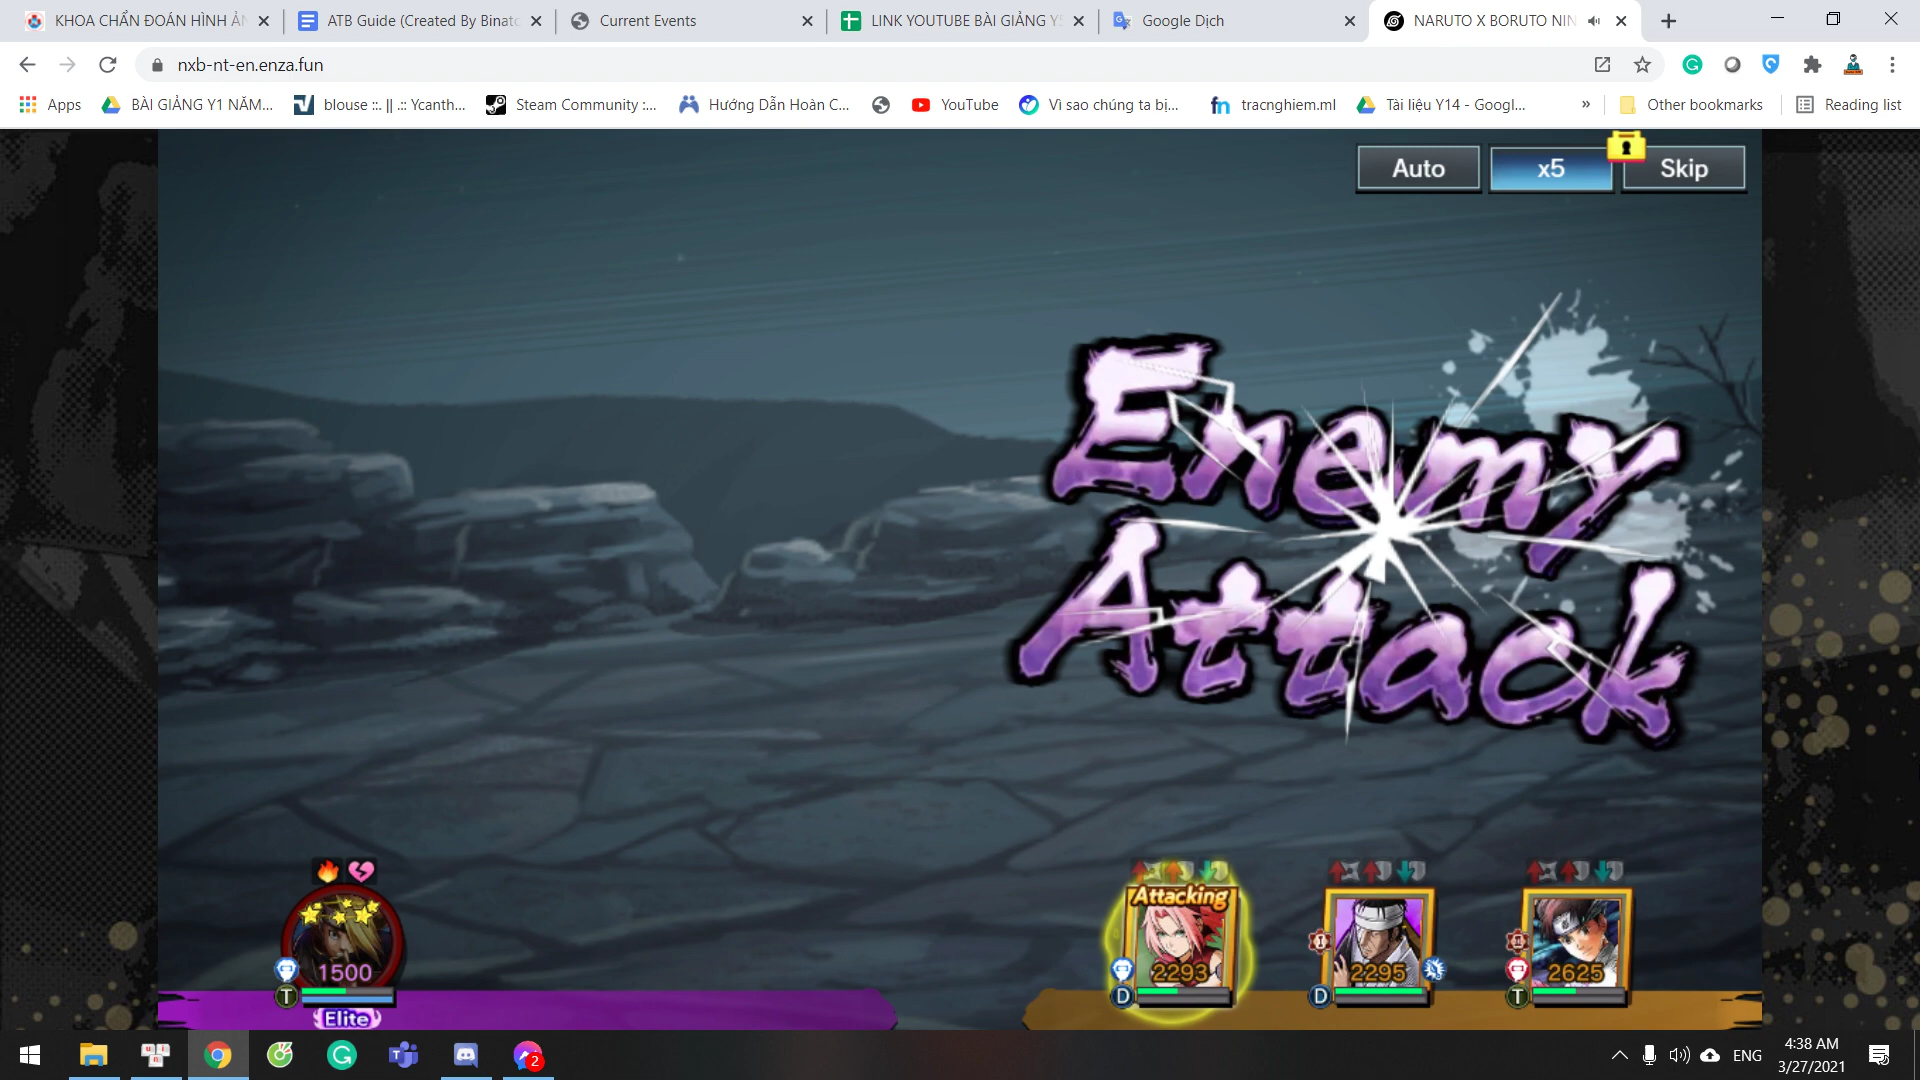 KHOA CHẨN ĐOÁN HÌNH ẢN
ATB Guide (Created By Binatc
Current Events
LINK YOUTUBE BÀI GIẢNG Y
Google Dịch
NARUTO X BORUTO NIN
nxb-nt-en.enza.fun
Apps
BÀI GIẢNG Y1 NĂM...
blouse ::. || .:: Ycanth...
Steam Community :...
Hướng Dẫn Hoàn C...
YouTube
Vì sao chúng ta bị...
tracnghiem.ml
Tài liệu Y14 - Googl...
»
Other bookmarks
Reading list
Auto
x5
Skip
Enemy
Attack
Attacking
1500
2293
2295
2625
T
D
D
T
Elite
2
ENG
4:38 AM
3/27/2021